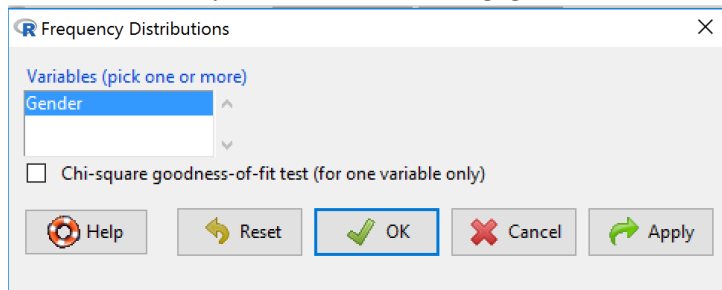 Frequency Distributions
Variables (pick one or more)
Gender
Chi-square goodness-of-fit test (for one variable only)
Help Reset OK Cancel Apply